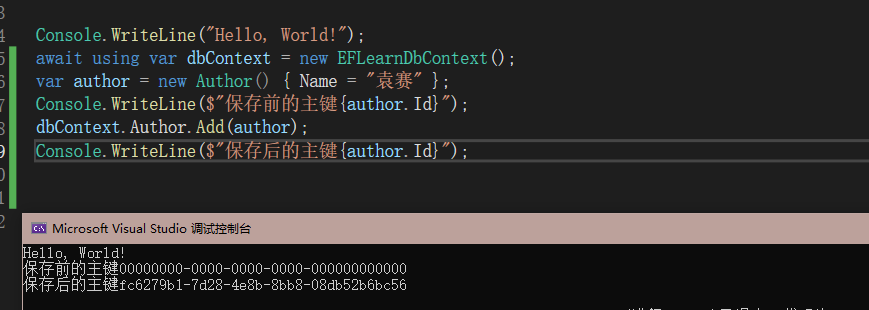 3
4 Console.WriteLine("Hello, World!");
5 await using var dbContext = new EFLearnDbContext();
6 var author = new Author() { Name = "袁赛" };
7 Console.WriteLine($"保存前的主键{author.Id}");
8 dbContext.Author.Add(author);
9 Console.WriteLine($"保存后的主键{author.Id}");
0
1
2
Microsoft Visual Studio 调试控制台
Hello, World!
保存前的主键00000000-0000-0000-0000-000000000000
保存后的主键fc6279b1-7d28-4e8b-8bb8-08db52b6bc56